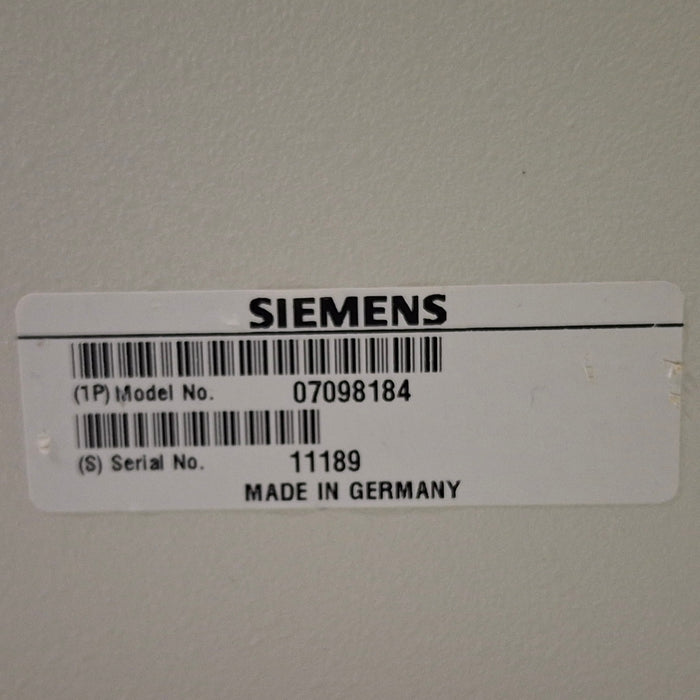 SIEMENS
(1P) Model No. 07098184
(S) Serial No. 11189
MADE IN GERMANY